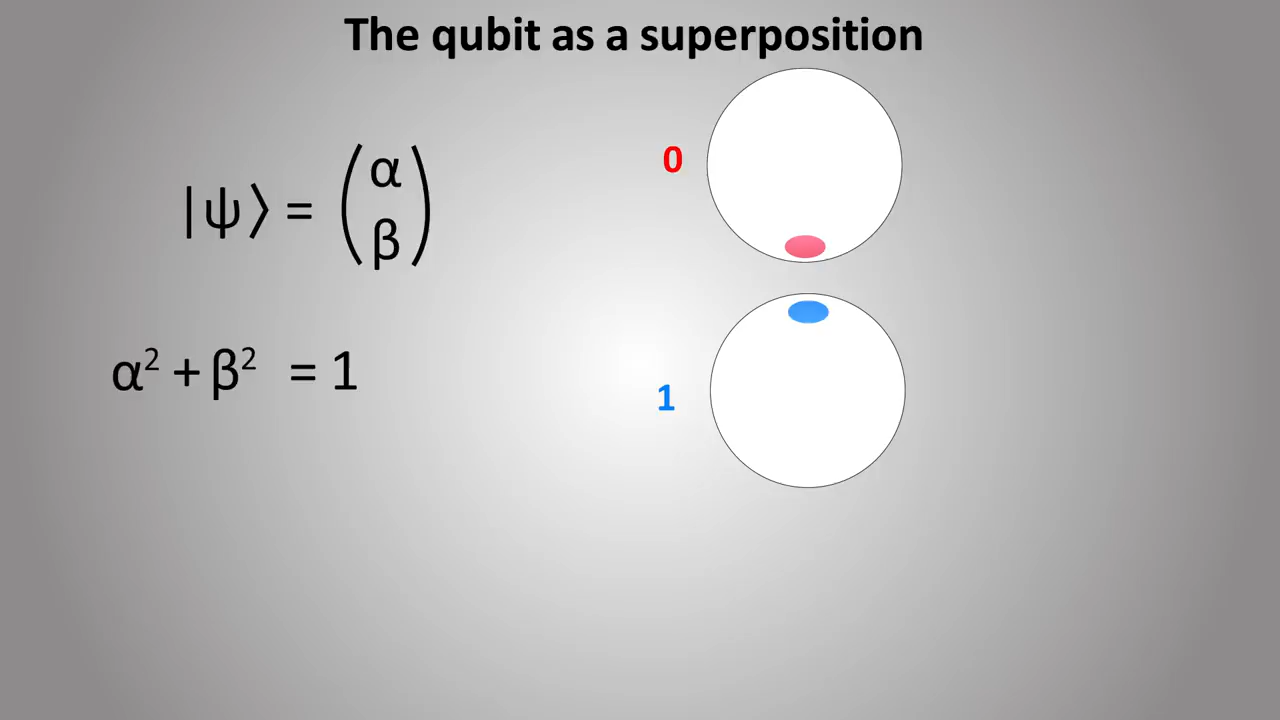 The qubit as a superposition
|ψ⟩ = (α
β)
α² + β² = 1
0
1